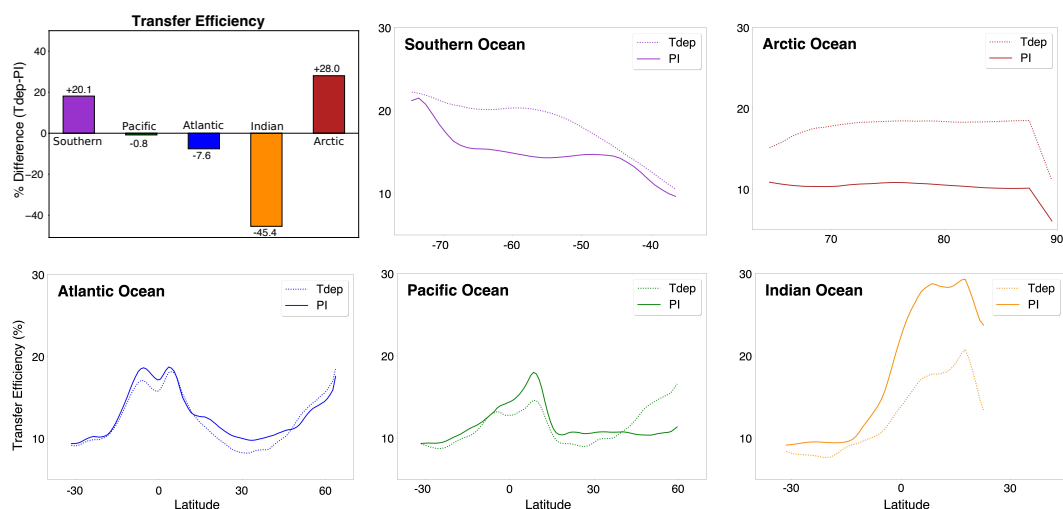 Transfer Efficiency
% Difference (Tdep-PI)
40
20
0
−20
−40
+20.1
Southern
Pacific
-0.8
Atlantic
-7.6
Indian
-45.4
+28.0
Arctic
Southern Ocean
Tdep
PI
30
20
10
-70
-60
-50
-40
Arctic Ocean
Tdep
PI
30
20
10
70
80
90
Atlantic Ocean
Tdep
PI
Transfer Efficiency (%)
30
20
10
-30
0
30
60
Latitude
Pacific Ocean
Tdep
PI
30
20
10
-30
0
30
60
Latitude
Indian Ocean
Tdep
PI
30
20
10
-30
0
30
Latitude